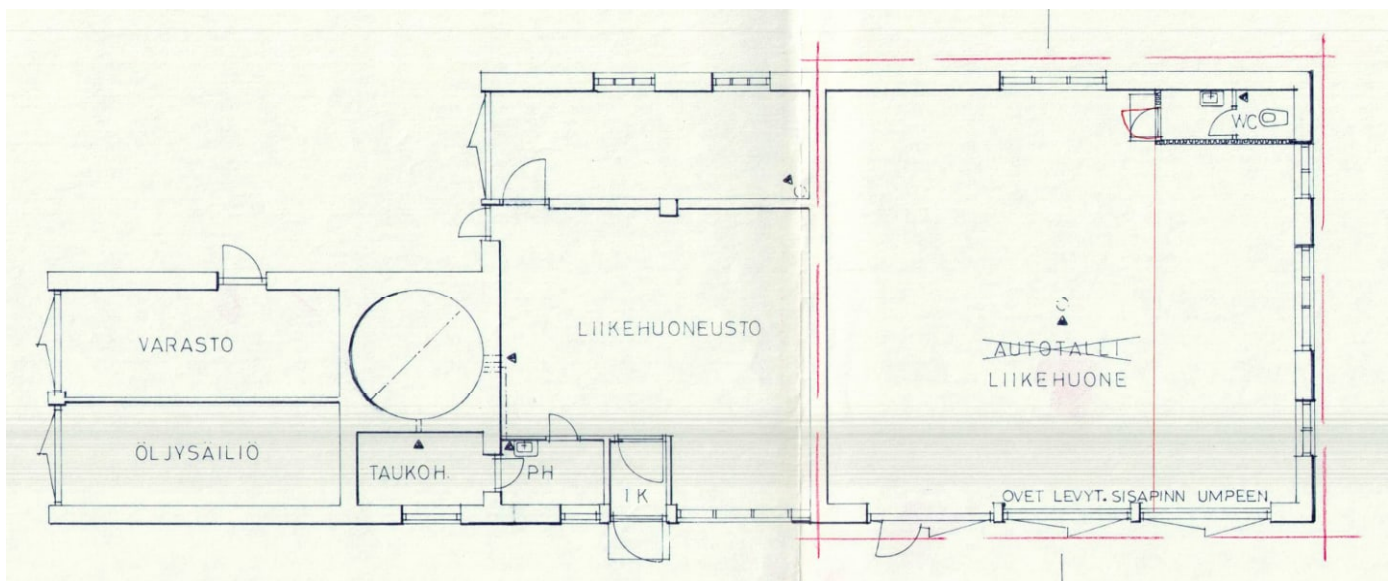 WC
LIIKEHUONEUSTO
VARASTO
AUTOTALLI
LIIKEHUONE
ÖLJYSÄILIÖ
TAUKOH.
PH
IK
OVET LEVYT. SISAPINN UMPEEN